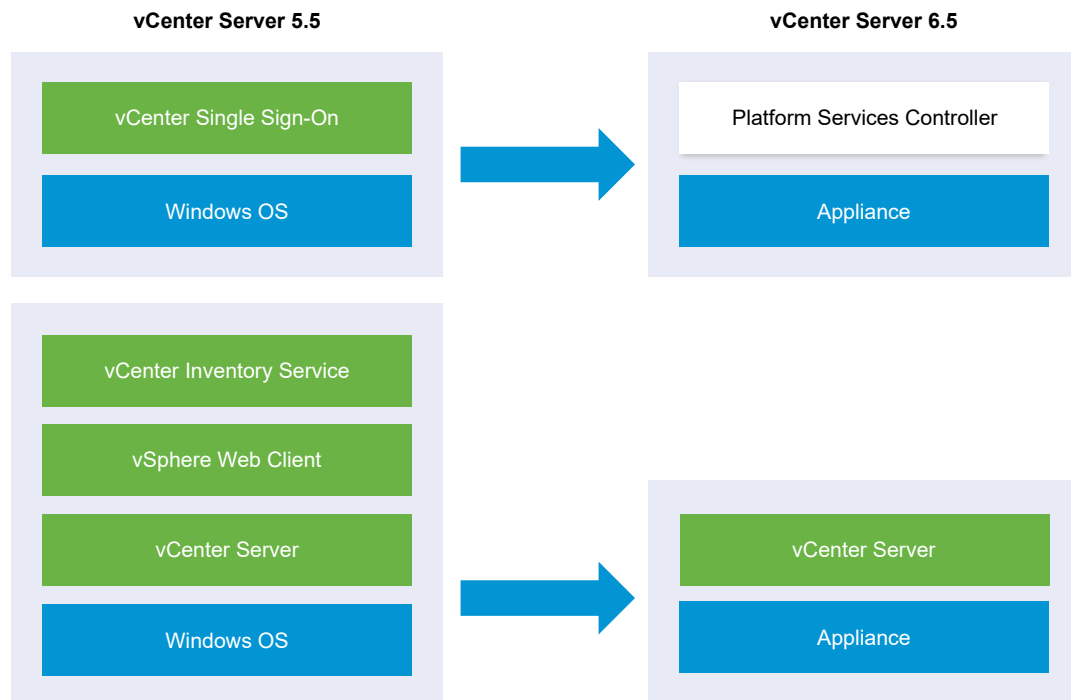 vCenter Server 5.5
vCenter Server 6.5
vCenter Single Sign-On
Platform Services Controller
Windows OS
Appliance
vCenter Inventory Service
vSphere Web Client
vCenter Server
vCenter Server
Windows OS
Appliance